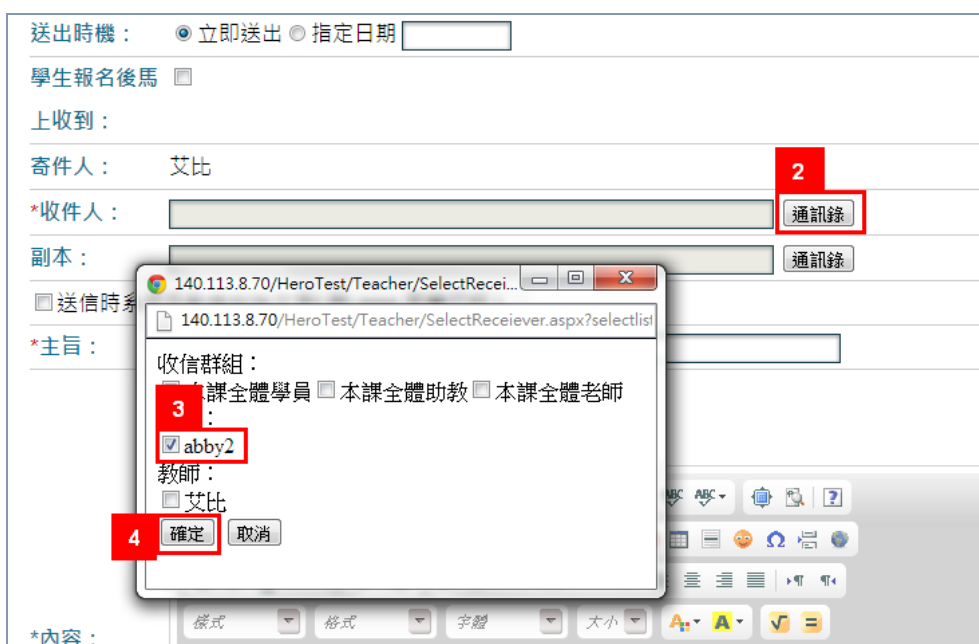 送出時機： 立即送出 指定日期
學生報名後馬
上收到：
寄件人： 艾比
2
*收件人： 通訊錄
副本： 通訊錄
140.113.8.70/HeroTest/Teacher/SelectRecei...
送信時
140.113.8.70/HeroTest/Teacher/SelectReceiever.aspx?selectlist
*主旨：
收信群組：
本課全體學員 本課全體助教 本課全體老師
3
：
abby2
教師：
艾比
4
確定 取消
ABC ABC
樣式 格式 字體 大小
*內容：